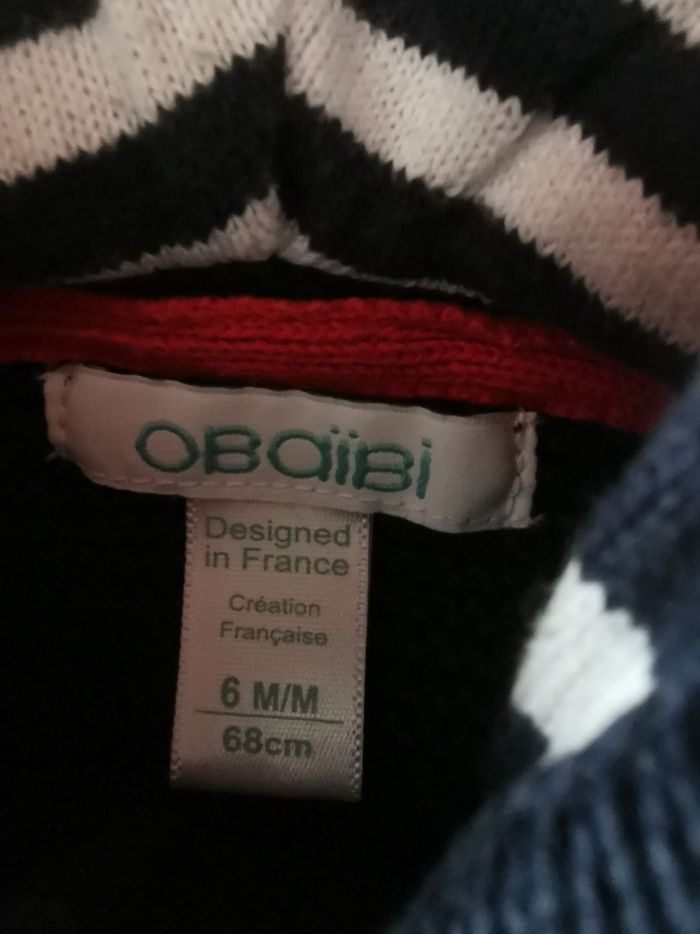 OBaïBi
Designed
in France
Création
Française
6 M/M
68cm